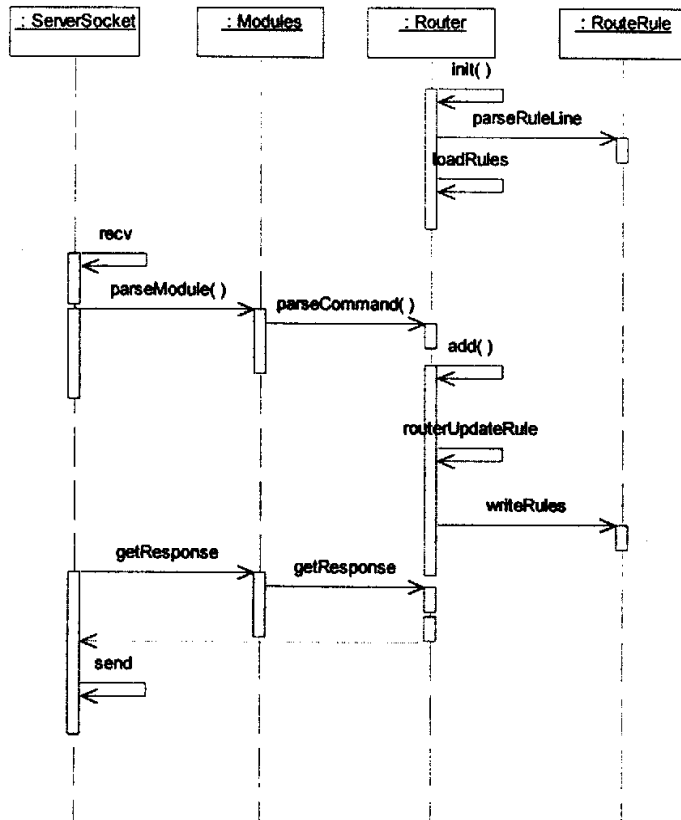 : ServerSocket
: Modules
: Router
: RouteRule
init( )
parseRuleLine
loadRules
recv
parseModule( )
parseCommand( )
add( )
routerUpdateRule
writeRules
getResponse
getResponse
send